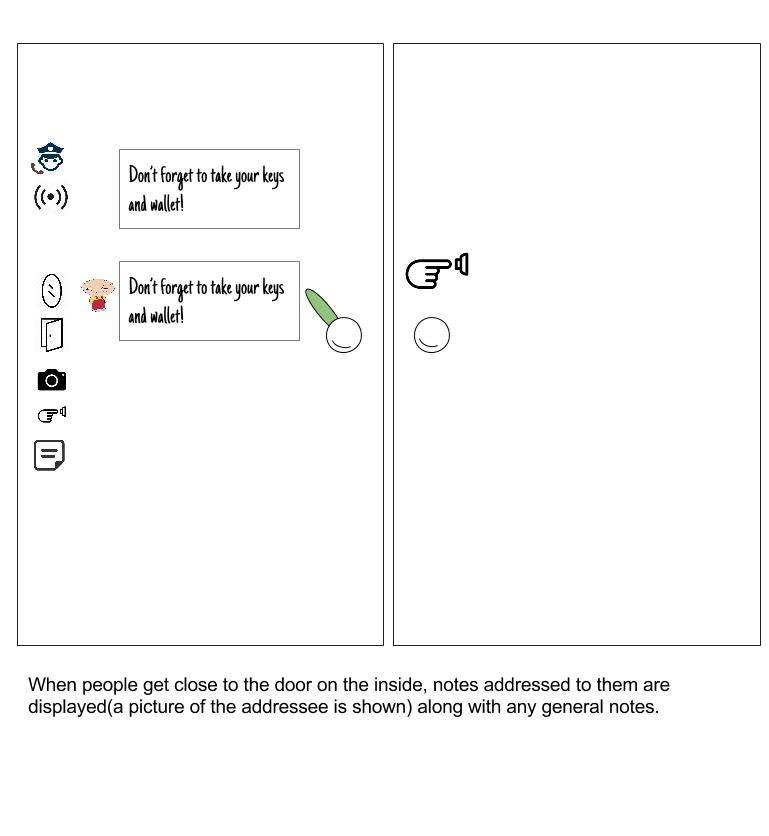 Don't forget to take your keys
and wallet!
Don't forget to take your keys
and wallet!
When people get close to the door on the inside, notes addressed to them are
displayed(a picture of the addressee is shown) along with any general notes.